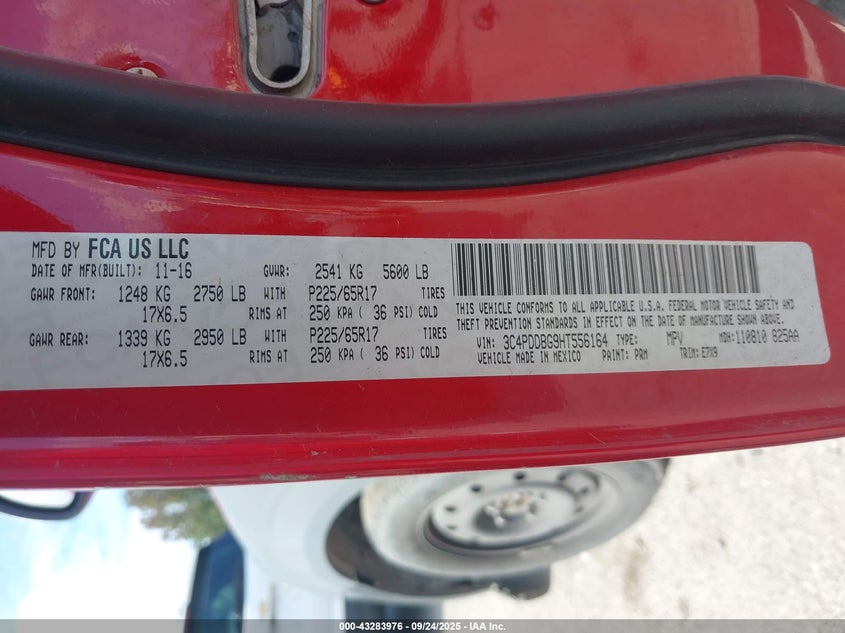 MFD BY FCA US LLC
DATE OF MFR(BUILT): 11-16 GVWR: 2541 KG 5600 LB
GAWR FRONT: 1248 KG 2750 LB WITH P225/65R17 TIRES
17X6.5 RIMS AT 250 KPA ( 36 PSI) COLD
GAWR REAR: 1339 KG 2950 LB WITH P225/65R17 TIRES
17X6.5 RIMS AT 250 KPA ( 36 PSI) COLD
THIS VEHICLE CONFORMS TO ALL APPLICABLE U.S.A. FEDERAL MOTOR VEHICLE SAFETY AND
THEFT PREVENTION STANDARDS IN EFFECT ON THE DATE OF MANUFACTURE SHOWN ABOVE.
VIN: 3C4PDDBG9HT556164 TYPE: MPV MDH: 110810 825AA
VEHICLE MADE IN MEXICO PAINT: PRM TRIM: E7X9
000-43283976 - 09/24/2025 - IAA Inc.